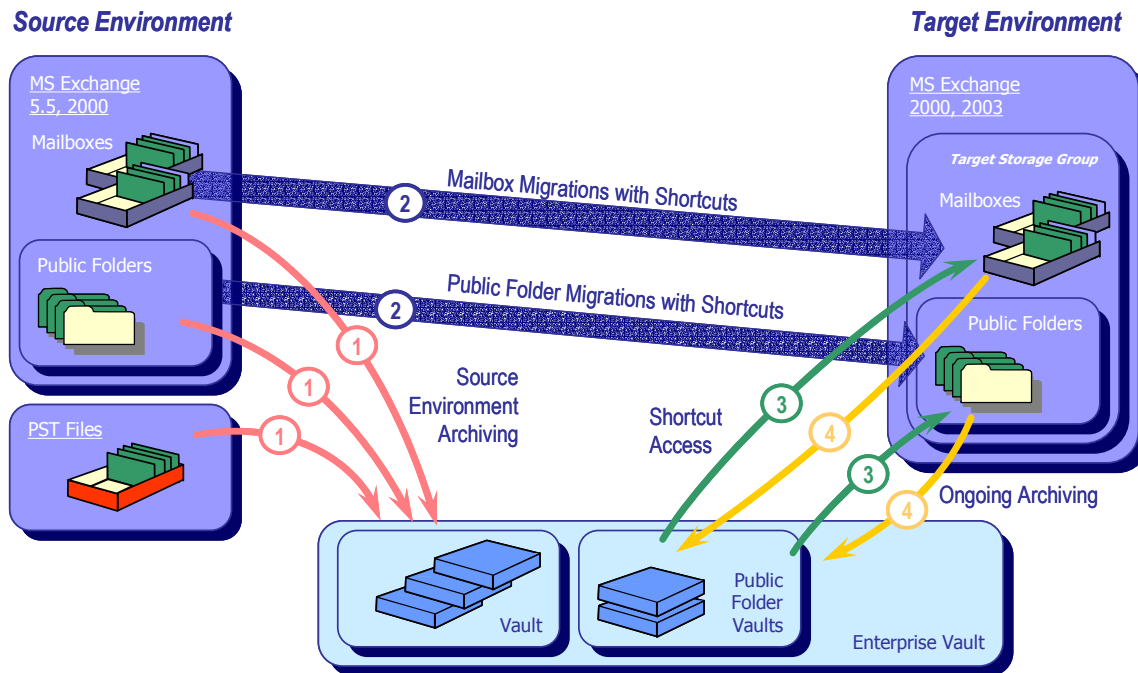 Source Environment
Target Environment
MS Exchange
5.5, 2000
Mailboxes
Public Folders
PST Files
1
1
1
2
Mailbox Migrations with Shortcuts
2
Public Folder Migrations with Shortcuts
Source
Environment
Archiving
Shortcut
Access
3
4
3
4
Ongoing Archiving
MS Exchange
2000, 2003
Target Storage Group
Mailboxes
Public Folders
Vault
Public
Folder
Vaults
Enterprise Vault